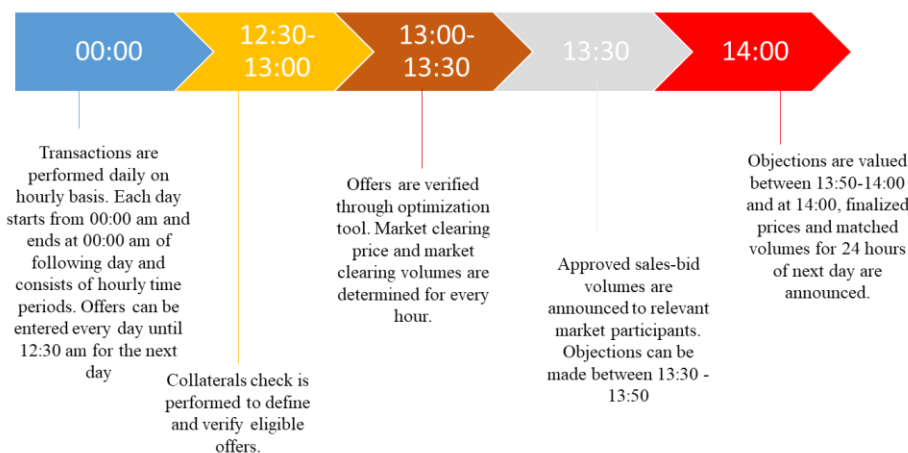 00:00
12:30-
13:00
13:00-
13:30
13:30
14:00
Transactions are
performed daily on
hourly basis. Each day
starts from 00:00 am and
ends at 00:00 am of
following day and
consists of hourly time
periods. Offers can be
entered every day until
12:30 am for the next
day
Collaterals check is
performed to define
and verify eligible
offers.
Offers are verified
through optimization
tool. Market clearing
price and market
clearing volumes are
determined for every
hour.
Approved sales-bid
volumes are
announced to relevant
market participants.
Objections can be
made between 13:30 -
13:50
Objections are valued
between 13:50-14:00
and at 14:00, finalized
prices and matched
volumes for 24 hours
of next day are
announced.